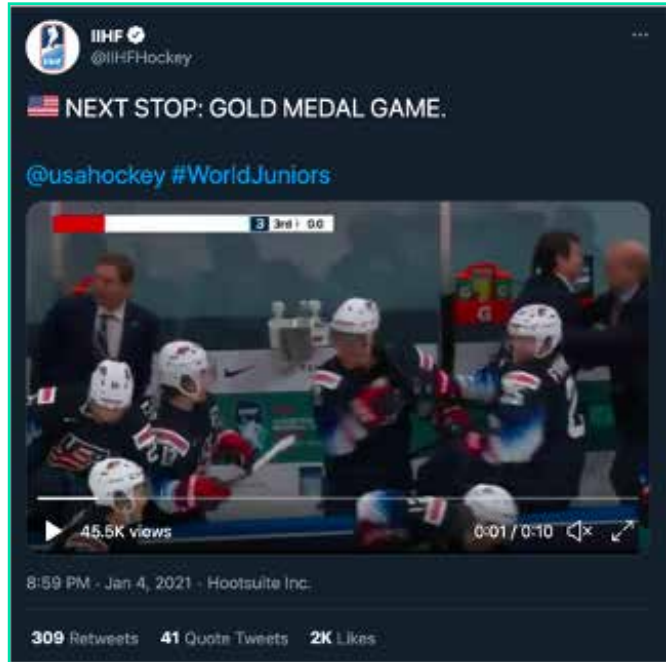 IIHF
@IIHFHockey
🇺🇸 NEXT STOP: GOLD MEDAL GAME.
@usahockey #WorldJuniors
3 3rd 0.0
45.5K views
0:01 / 0:10
8:59 PM · Jan 4, 2021 · Hootsuite Inc.
309 Retweets 41 Quote Tweets 2K Likes